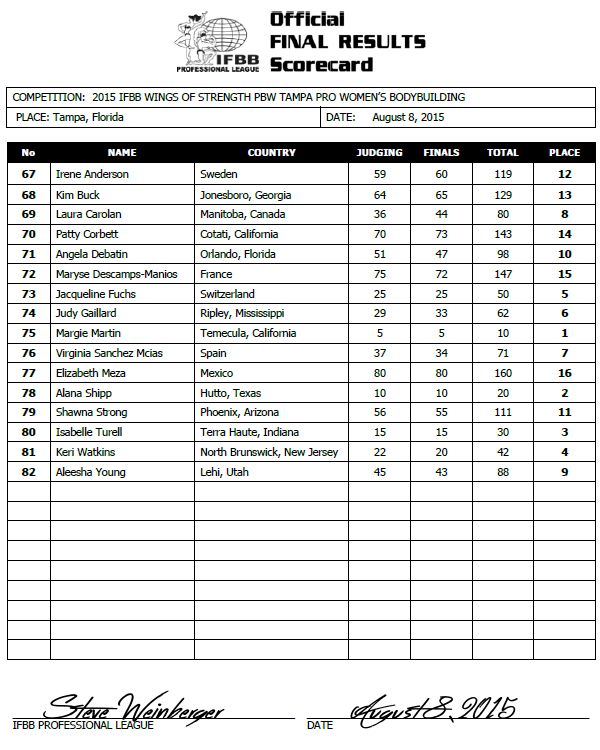 Official
FINAL RESULTS
Scorecard
IFBB
PROFESSIONAL LEAGUE
COMPETITION: 2015 IFBB WINGS OF STRENGTH PBW TAMPA PRO WOMEN'S BODYBUILDING
PLACE: Tampa, Florida DATE: August 8, 2015
No NAME COUNTRY JUDGING FINALS TOTAL PLACE
67 Irene Anderson Sweden 59 60 119 12
68 Kim Buck Jonesboro, Georgia 64 65 129 13
69 Laura Carolan Manitoba, Canada 36 44 80 8
70 Patty Corbett Cotati, California 70 73 143 14
71 Angela Debatin Orlando, Florida 51 47 98 10
72 Maryse Descamps-Manios France 75 72 147 15
73 Jacqueline Fuchs Switzerland 25 25 50 5
74 Judy Gaillard Ripley, Mississippi 29 33 62 6
75 Margie Martin Temecula, California 5 5 10 1
76 Virginia Sanchez Mcias Spain 37 34 71 7
77 Elizabeth Meza Mexico 80 80 160 16
78 Alana Shipp Hutto, Texas 10 10 20 2
79 Shawna Strong Phoenix, Arizona 56 55 111 11
80 Isabelle Turell Terra Haute, Indiana 15 15 30 3
81 Keri Watkins North Brunswick, New Jersey 22 20 42 4
82 Aleesha Young Lehi, Utah 45 43 88 9
Steve Weinberger August 8, 2015
IFBB PROFESSIONAL LEAGUE DATE